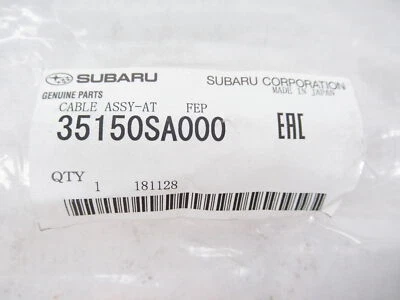 SUBARU SUBARU CORPORATION
GENUINE PARTS MADE IN JAPAN
CABLE ASSY-AT FEP
35150SA000 EAC
QTY 1 181128